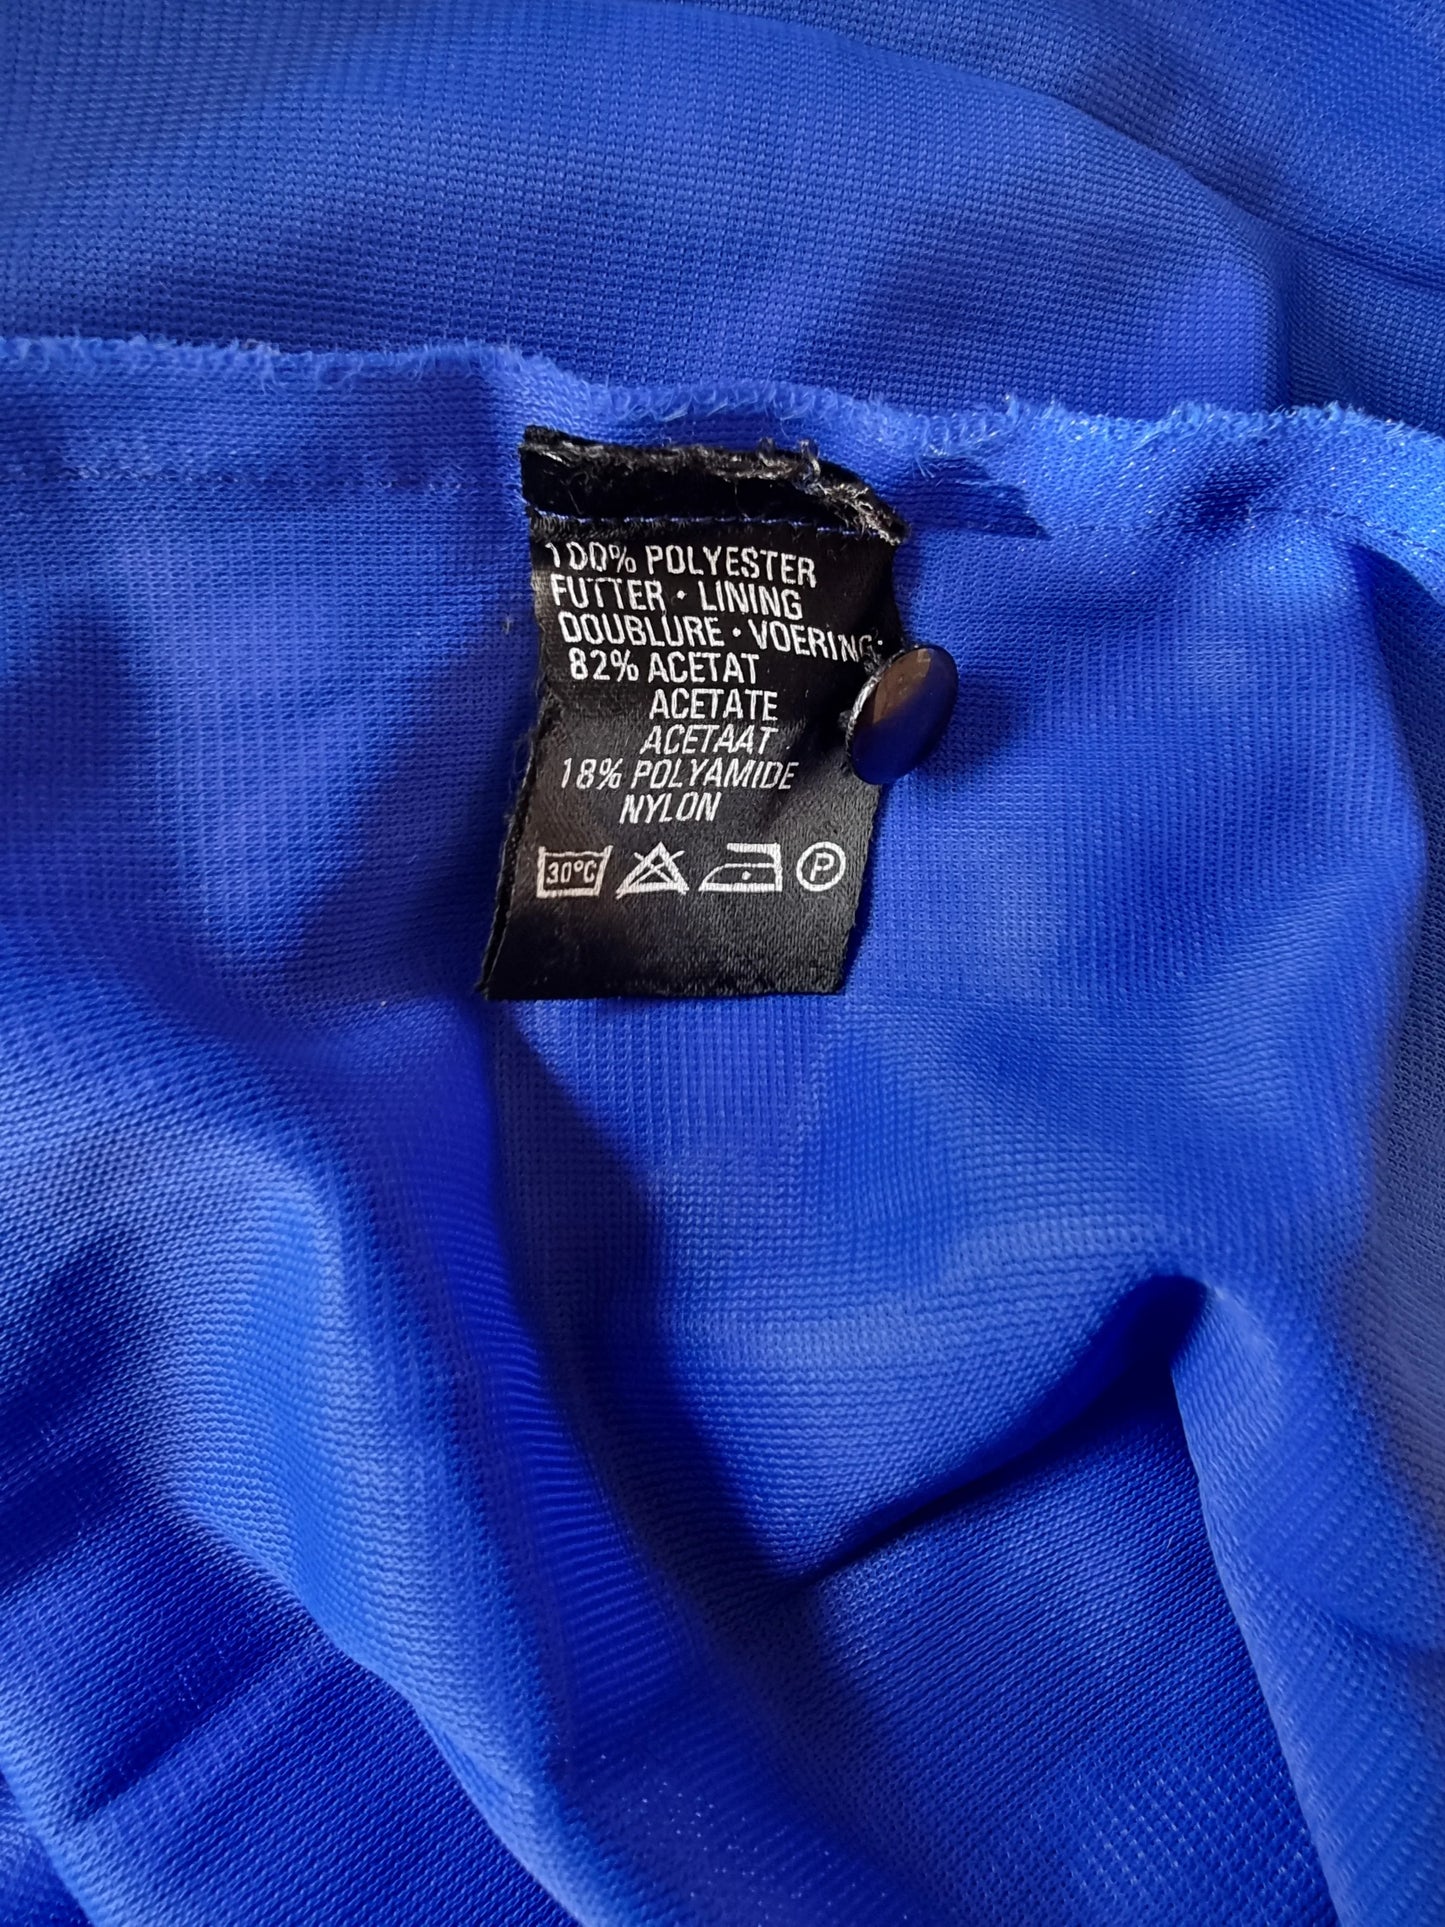 100% POLYESTER
FUTTER · LINING
DOUBLURE · VOERING:
82% ACETAT
ACETATE
ACETAAT
18% POLYAMIDE
NYLON
30°C P